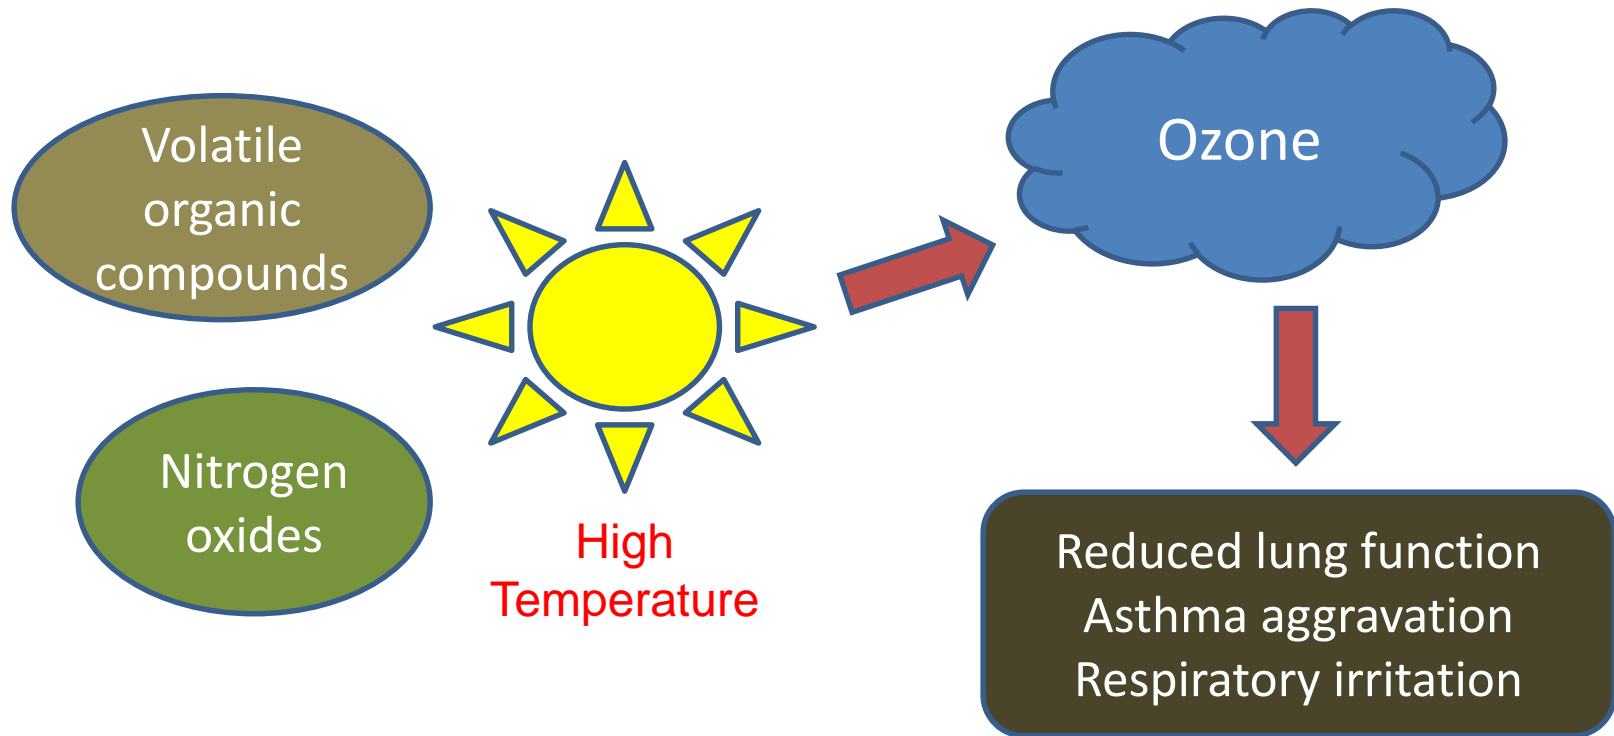 Volatile
organic
compounds
Nitrogen
oxides
High
Temperature
Ozone
Reduced lung function
Asthma aggravation
Respiratory irritation